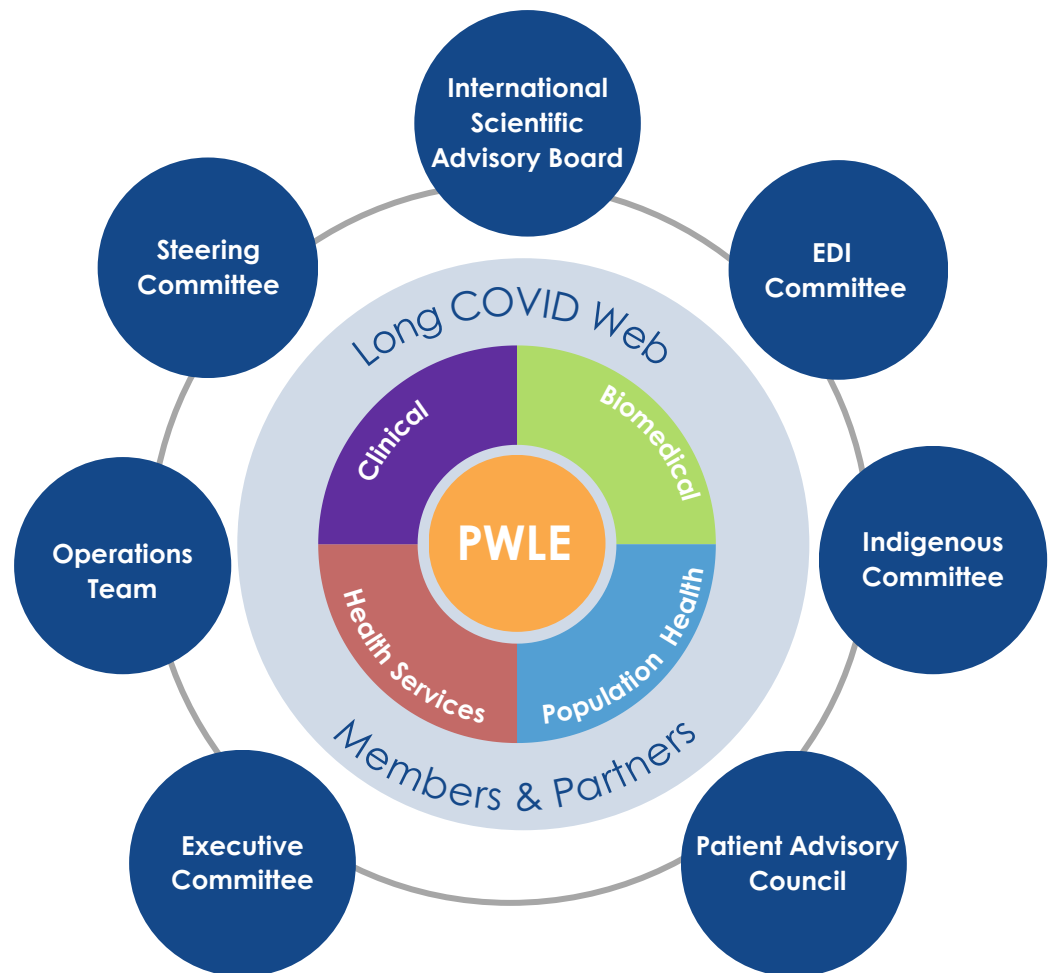 International
Scientific
Advisory Board
Steering
Committee
EDI
Committee
Long COVID Web
Clinical
Biomedical
PWLE
Operations
Team
Indigenous
Committee
Health Services
Population Health
Members & Partners
Executive
Committee
Patient Advisory
Council